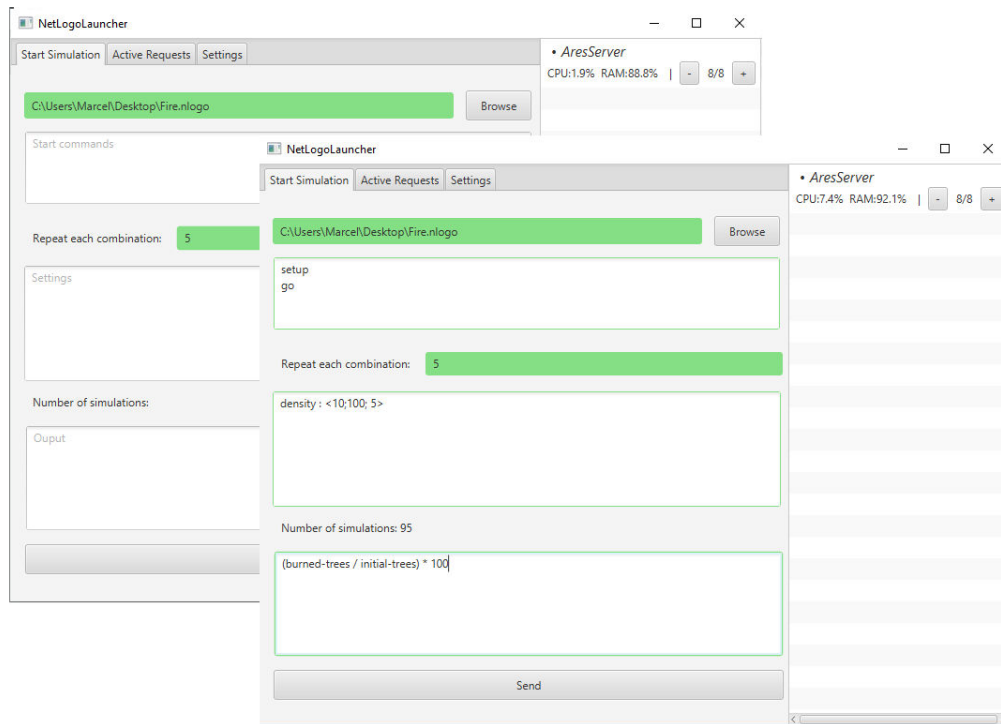 NetLogoLauncher
Start Simulation Active Requests Settings
• AresServer
CPU:1.9% RAM:88.8% | - 8/8 +
C:\Users\Marcel\Desktop\Fire.nlogo Browse
Start commands
Repeat each combination: 5
Settings
Number of simulations:
Ouput
NetLogoLauncher
Start Simulation Active Requests Settings
• AresServer
CPU:7.4% RAM:92.1% | - 8/8 +
C:\Users\Marcel\Desktop\Fire.nlogo Browse
setup
go
Repeat each combination: 5
density : <10;100; 5>
Number of simulations: 95
(burned-trees / initial-trees) * 100
Send